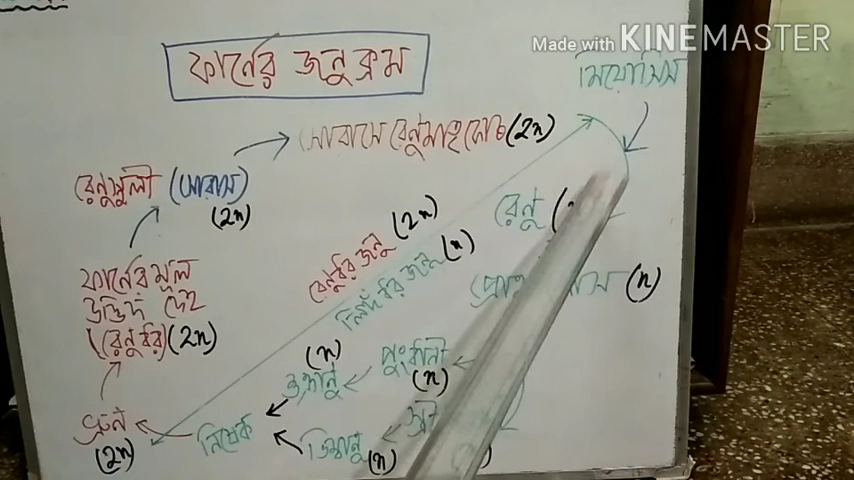 Made with KINEMASTER
ফার্নের জনুক্রম
মিয়োসিস
সোরাসে রেনুমাতৃকোষ (2n)
রেনুস্থলী (সোরাস)
(2n)
রেনু
ফার্নের মূল
উদ্ভিদ দেহ
(রেনুধর) (2n)
রেনুধর জনু (2n)
লিঙ্গধর জনু (n)
(n)
পুংধানী
(n)
শুক্রানু
(n)
ডিম্বানু (n)
নিষেক
ভ্রুন
(2n)